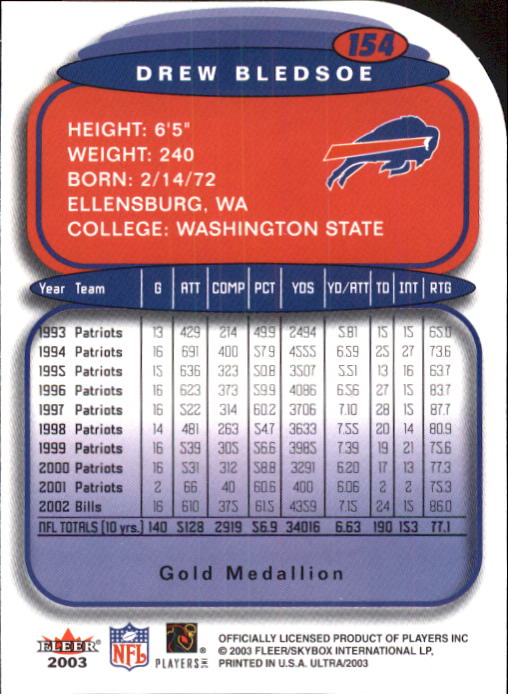 154
DREW BLEDSOE
HEIGHT: 6'5"
WEIGHT: 240
BORN: 2/14/72
ELLENSBURG, WA
COLLEGE: WASHINGTON STATE
Year Team G ATT COMP PCT YDS YD/ATT TD INT RTG
1993 Patriots 13 429 214 49.9 2494 5.81 15 15 65.0
1994 Patriots 16 691 400 57.9 4555 6.59 25 27 73.6
1995 Patriots 15 636 323 50.8 3507 5.51 13 16 63.7
1996 Patriots 16 623 373 59.9 4086 6.56 27 15 83.7
1997 Patriots 16 522 314 60.2 3706 7.10 28 15 87.7
1998 Patriots 14 481 263 54.7 3633 7.55 20 14 80.9
1999 Patriots 16 539 305 56.6 3985 7.39 19 21 75.6
2000 Patriots 16 531 312 58.8 3291 6.20 17 13 77.3
2001 Patriots 2 66 40 60.6 400 6.06 2 2 75.3
2002 Bills 16 610 375 61.5 4359 7.15 24 15 86.0
NFL TOTALS (10 yrs.) 140 5128 2919 56.9 34016 6.63 190 153 77.1
Gold Medallion
FLEER
2003
NFL
PLAYERS INC
OFFICIALLY LICENSED PRODUCT OF PLAYERS INC
© 2003 FLEER/SKYBOX INTERNATIONAL LP,
PRINTED IN U.S.A. ULTRA/2003